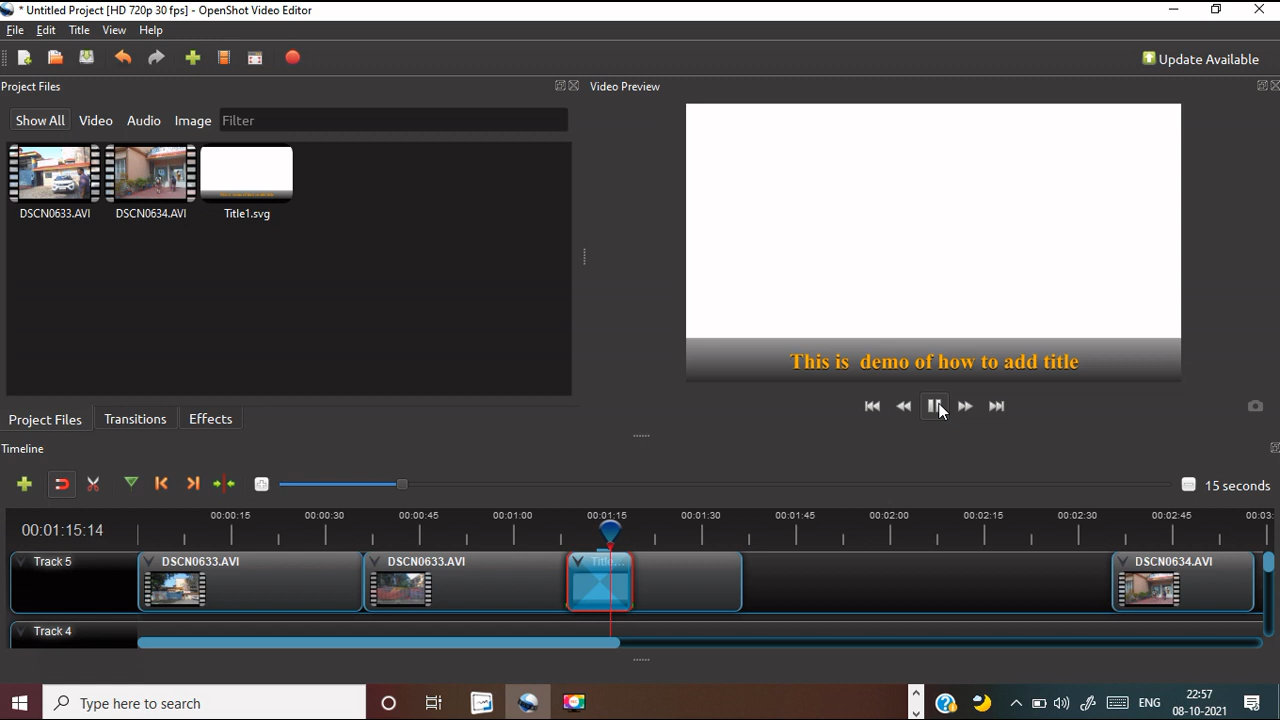 * Untitled Project [HD 720p 30 fps] - OpenShot Video Editor
File Edit Title View Help
Update Available
Project Files
Video Preview
Show All Video Audio Image Filter
DSCN0633.AVI DSCN0634.AVI Title1.svg
This is demo of how to add title
Project Files Transitions Effects
Timeline
15 seconds
00:01:15:14
00:00:15 00:00:30 00:00:45 00:01:00 00:01:15 00:01:30 00:01:45 00:02:00 00:02:15 00:02:30 00:02:45 00:03:
Track 5 DSCN0633.AVI DSCN0633.AVI Title... DSCN0634.AVI
Track 4
Type here to search
ENG
22:57
08-10-2021